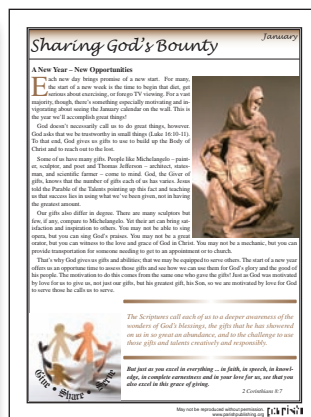 January
Sharing God's Bounty
A New Year – New Opportunities
Each new day brings promise of a new start. For many,
the start of a new week is the time to begin that diet, get
serious about exercising, or forego TV viewing. For a vast
majority, though, there's something especially motivating and in-
vigorating about seeing the January calendar on the wall. This is
the year we'll accomplish great things!
God doesn't necessarily call us to do great things, however.
God asks that we be trustworthy in small things (Luke 16:10-11).
To that end, God gives us gifts to use to build up the Body of
Christ and to reach out to the lost.
Some of us have many gifts. People like Michelangelo – paint-
er, sculptor, and poet and Thomas Jefferson – architect, states-
man, and scientific farmer – come to mind. God, the Giver of
gifts, knows that the number of gifts each of us has varies. Jesus
told the Parable of the Talents pointing up this fact and teaching
us that success lies in using what we've been given, not in having
the greatest amount.
Our gifts also differ in degree. There are many sculptors but
few, if any, compare to Michelangelo. Yet their art can bring sat-
isfaction and inspiration to others. You may not be able to sing
opera, but you can sing God's praises. You may not be a great
orator, but you can witness to the love and grace of God in Christ. You may not be a mechanic, but you can
provide transportation for someone needing to get to an appointment or to church.
That's why God gives us gifts and abilities; that we may be equipped to serve others. The start of a new year
offers us an opportune time to assess those gifts and see how we can use them for God's glory and the good of
his people. The motivation to do this comes from the same one who gave the gifts! Just as God was motivated
by love for us to give us, not just our gifts, but his greatest gift, his Son, so we are motivated by love for God
to serve those he calls us to serve.
The Scriptures call each of us to a deeper awareness of the
wonders of God's blessings, the gifts that he has showered
on us in so great an abundance, and to the challenge to use
those gifts and talents creatively and responsibly.
Give • Share • Serve
But just as you excel in everything ... in faith, in speech, in knowl-
edge, in complete earnestness and in your love for us, see that you
also excel in this grace of giving.
2 Corinthians 8:7
May not be reproduced without permission.
www.parishpublishing.org
parish